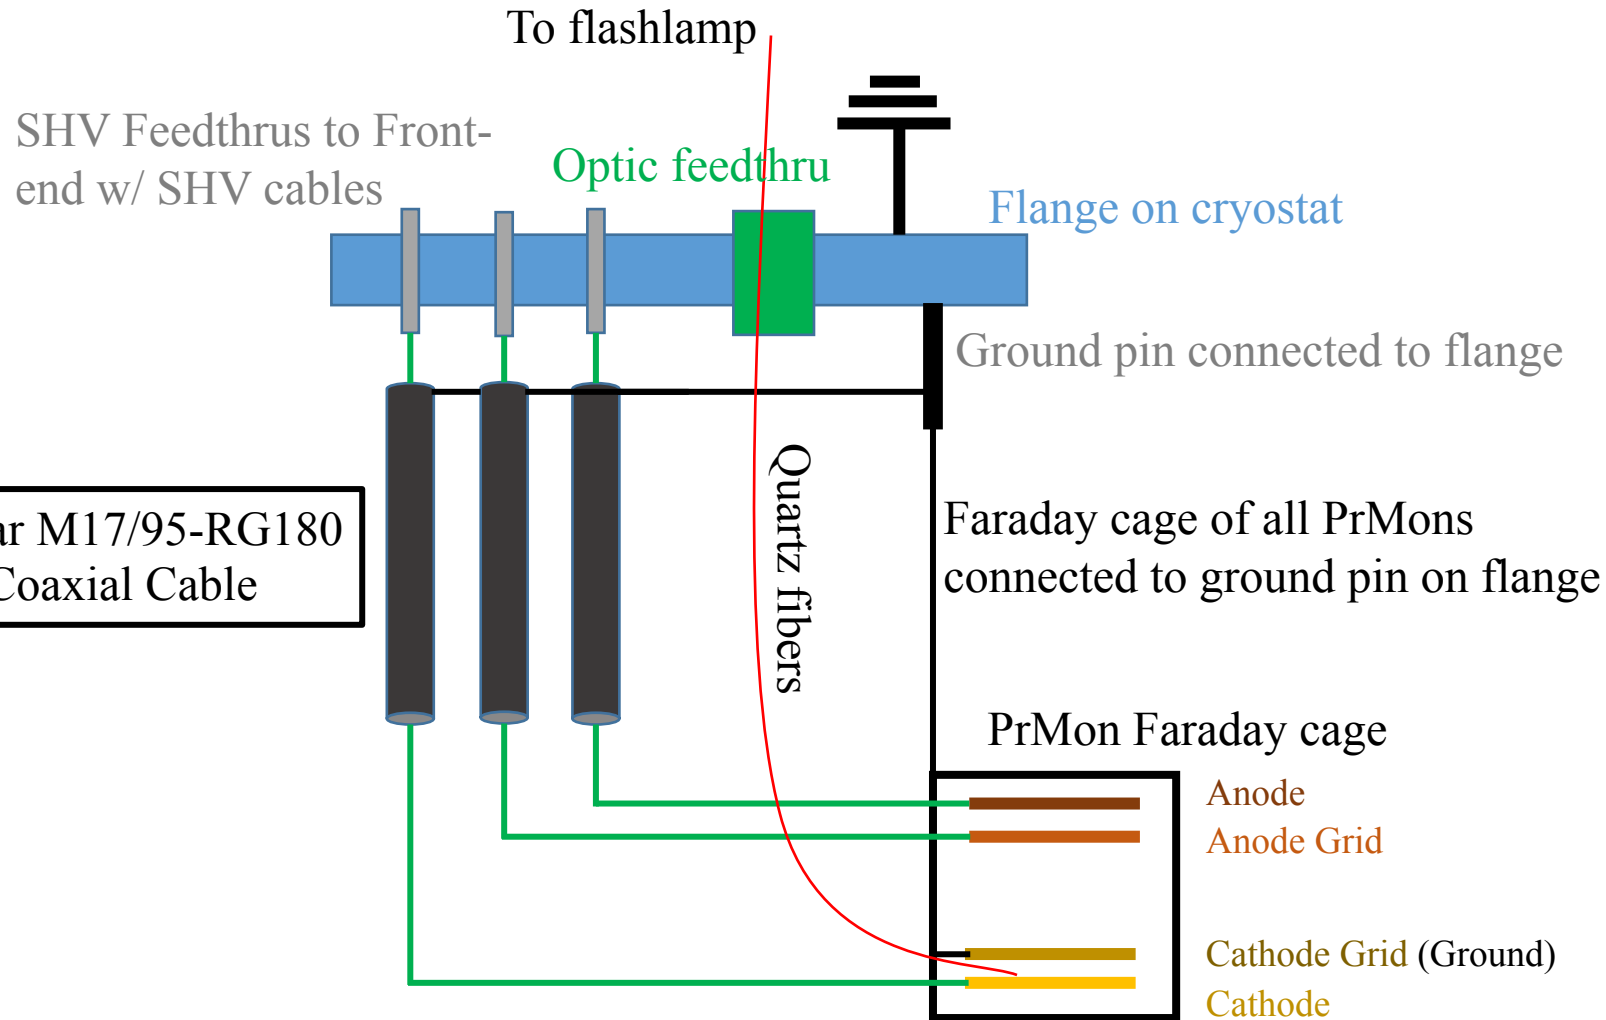 To flashlamp
SHV Feedthrus to Front-
end w/ SHV cables
Optic feedthru
Flange on cryostat
Ground pin connected to flange
M17/95-RG180
Coaxial Cable
Quartz fibers
Faraday cage of all PrMons
connected to ground pin on flange
PrMon Faraday cage
Anode
Anode Grid
Cathode Grid (Ground)
Cathode